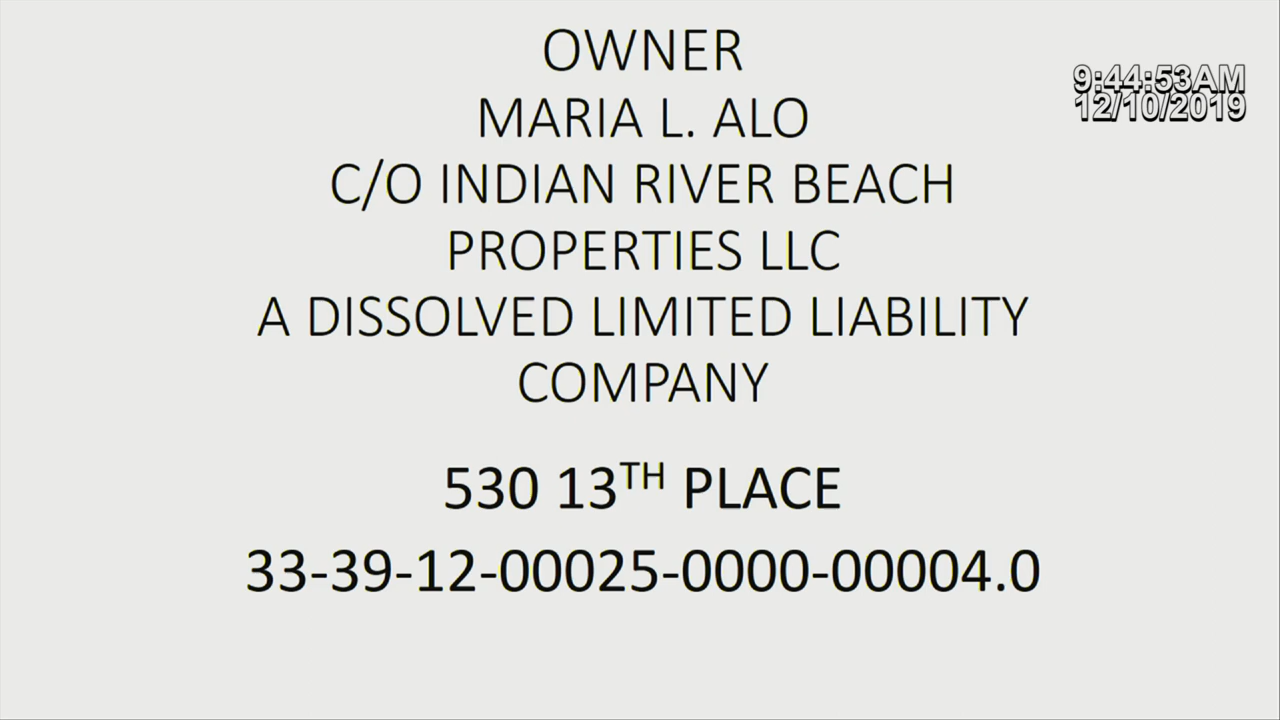 OWNER
MARIA L. ALO
C/O INDIAN RIVER BEACH
PROPERTIES LLC
A DISSOLVED LIMITED LIABILITY
COMPANY
530 13TH PLACE
33-39-12-00025-0000-00004.0
9:44:53AM
12/10/2019